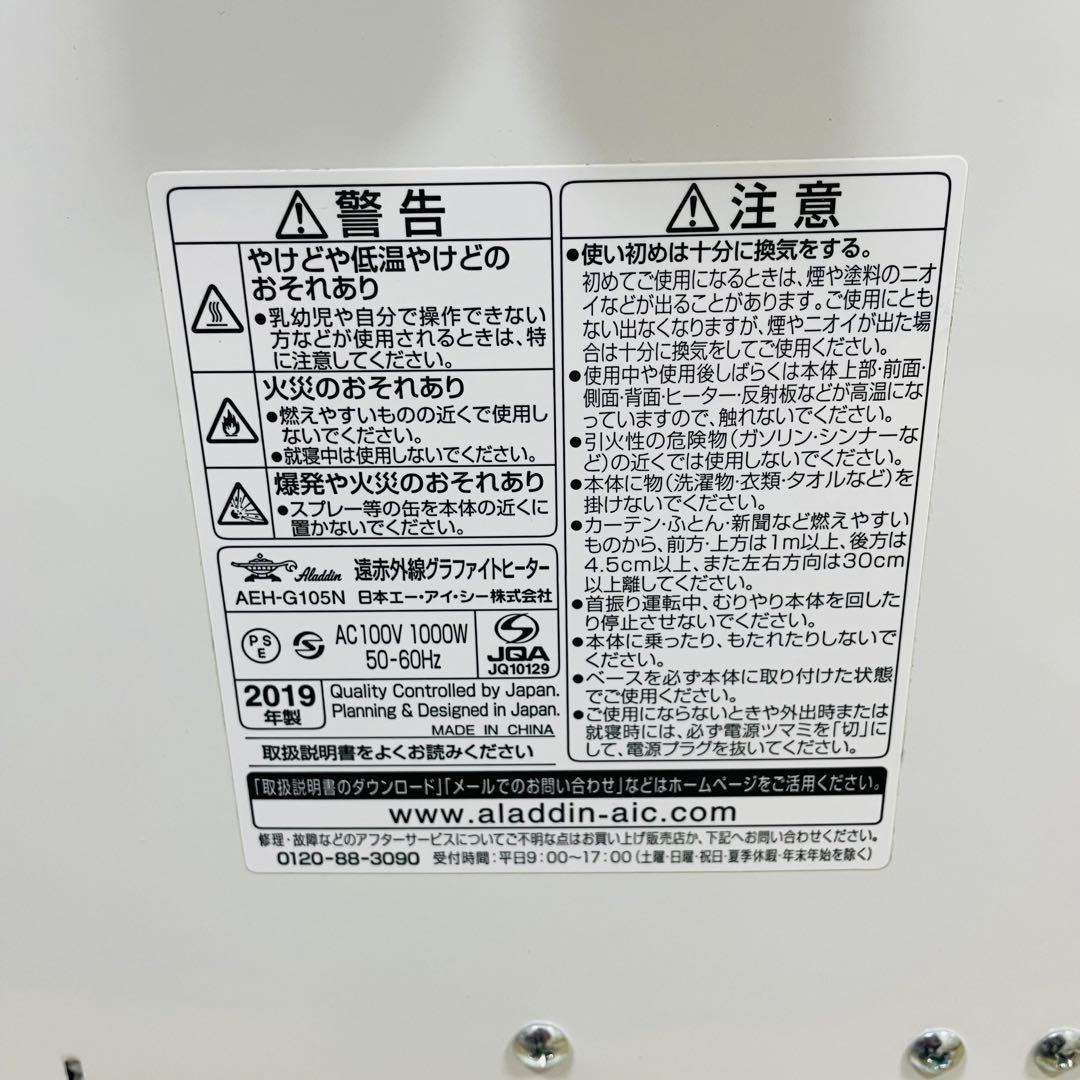 警告
やけどや低温やけどの
おそれあり
●乳幼児や自分で操作できない
方などが使用されるときは、特
に注意してください。
火災のおそれあり
●燃えやすいものの近くで使用し
ないでください。
●就寝中は使用しないでください。
爆発や火災のおそれあり
●スプレー等の缶を本体の近くに
置かないでください。
Aladdin 遠赤外線グラファイトヒーター
AEH-G105N 日本エー・アイ・シー株式会社
PSE S AC100V 1000W
50-60Hz
JQA
JQ10129
2019
年製
Quality Controlled by Japan.
Planning & Designed in Japan.
MADE IN CHINA
取扱説明書をよくお読みください
注意
●使い初めは十分に換気をする。
初めてご使用になるときは、煙や塗料のニオ
イなどが出ることがあります。ご使用にとも
ない出なくなりますが、煙やニオイが出た場
合は十分に換気をしてご使用ください。
●使用中や使用後しばらくは本体上部・前面・
側面・背面・ヒーター・反射板などが高温にな
っていますので、触れないでください。
●引火性の危険物(ガソリン・シンナーな
ど)の近くでは使用しないでください。
●本体に物(洗濯物・衣類・タオルなど)を
掛けないでください。
●カーテン・ふとん・新聞など燃えやすい
ものから、前方・上方は1m以上、後方は
4.5cm以上、また左右方向は30cm
以上離してください。
●首振り運転中、むりやり本体を回した
り停止させないでください。
●本体に乗ったり、もたれたりしないで
ください。
●ベースを必ず本体に取り付けた状態
でご使用ください。
●ご使用にならないときや外出時または
就寝時には、必ず電源ツマミを「切」に
して、電源プラグを抜いてください。
「取扱説明書のダウンロード」「メールでのお問い合わせ」などはホームページをご活用ください。
www.aladdin-aic.com
修理・故障などのアフターサービスについてご不明な点はお買い上げ販売店か、下記へお問い合わせください。
0120-88-3090 受付時間:平日9:00~17:00(土曜・日曜・祝日・夏季休暇・年末年始を除く)